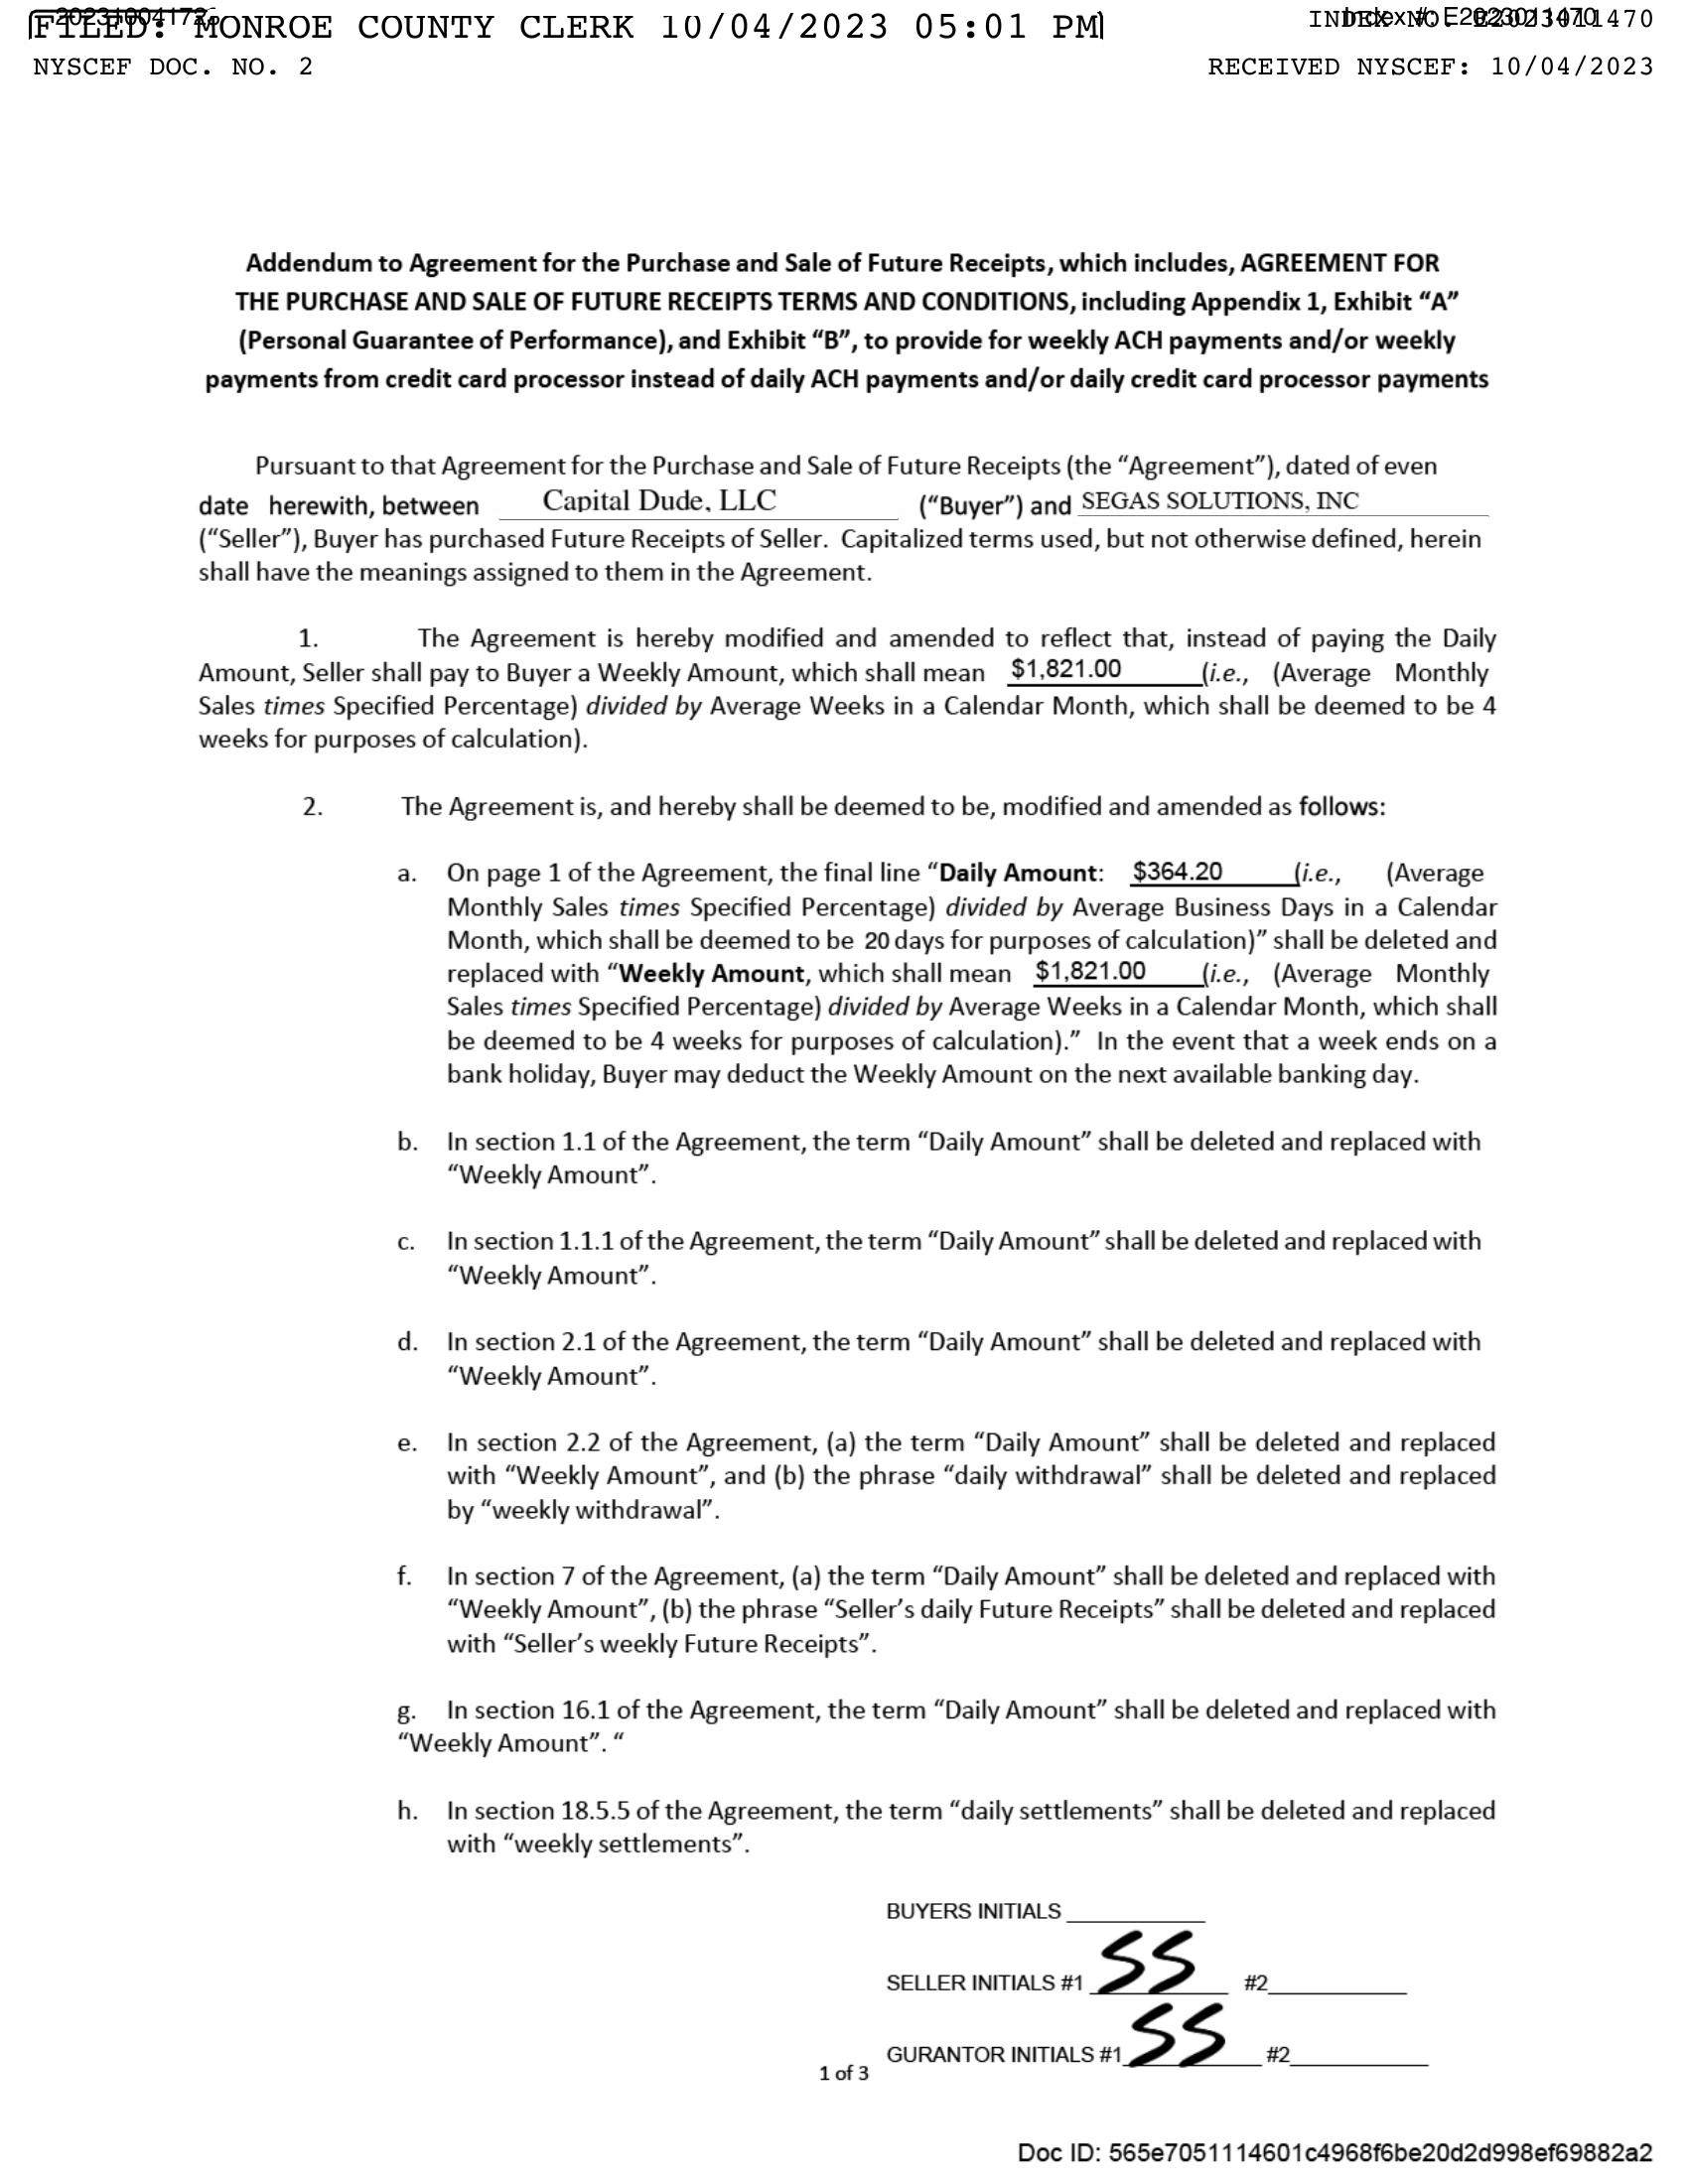 202310041726
FILED: MONROE COUNTY CLERK 10/04/2023 05:01 PM
INDEX NO. E2023011470
Index #: E2023011470
NYSCEF DOC. NO. 2
RECEIVED NYSCEF: 10/04/2023
Addendum to Agreement for the Purchase and Sale of Future Receipts, which includes, AGREEMENT FOR
THE PURCHASE AND SALE OF FUTURE RECEIPTS TERMS AND CONDITIONS, including Appendix 1, Exhibit “A”
(Personal Guarantee of Performance), and Exhibit “B”, to provide for weekly ACH payments and/or weekly
payments from credit card processor instead of daily ACH payments and/or daily credit card processor payments
Pursuant to that Agreement for the Purchase and Sale of Future Receipts (the “Agreement”), dated of even
date herewith, between Capital Dude, LLC (“Buyer”) and SEGAS SOLUTIONS, INC
(“Seller”), Buyer has purchased Future Receipts of Seller. Capitalized terms used, but not otherwise defined, herein
shall have the meanings assigned to them in the Agreement.
1. The Agreement is hereby modified and amended to reflect that, instead of paying the Daily
Amount, Seller shall pay to Buyer a Weekly Amount, which shall mean $1,821.00 (i.e., (Average Monthly
Sales times Specified Percentage) divided by Average Weeks in a Calendar Month, which shall be deemed to be 4
weeks for purposes of calculation).
2. The Agreement is, and hereby shall be deemed to be, modified and amended as follows:
a. On page 1 of the Agreement, the final line “Daily Amount: $364.20 (i.e., (Average
Monthly Sales times Specified Percentage) divided by Average Business Days in a Calendar
Month, which shall be deemed to be 20 days for purposes of calculation)” shall be deleted and
replaced with “Weekly Amount, which shall mean $1,821.00 (i.e., (Average Monthly
Sales times Specified Percentage) divided by Average Weeks in a Calendar Month, which shall
be deemed to be 4 weeks for purposes of calculation).” In the event that a week ends on a
bank holiday, Buyer may deduct the Weekly Amount on the next available banking day.
b. In section 1.1 of the Agreement, the term “Daily Amount” shall be deleted and replaced with
“Weekly Amount”.
c. In section 1.1.1 of the Agreement, the term “Daily Amount” shall be deleted and replaced with
“Weekly Amount”.
d. In section 2.1 of the Agreement, the term “Daily Amount” shall be deleted and replaced with
“Weekly Amount”.
e. In section 2.2 of the Agreement, (a) the term “Daily Amount” shall be deleted and replaced
with “Weekly Amount”, and (b) the phrase “daily withdrawal” shall be deleted and replaced
by “weekly withdrawal”.
f. In section 7 of the Agreement, (a) the term “Daily Amount” shall be deleted and replaced with
“Weekly Amount”, (b) the phrase “Seller’s daily Future Receipts” shall be deleted and replaced
with “Seller’s weekly Future Receipts”.
g. In section 16.1 of the Agreement, the term “Daily Amount” shall be deleted and replaced with
“Weekly Amount”. “
h. In section 18.5.5 of the Agreement, the term “daily settlements” shall be deleted and replaced
with “weekly settlements”.
BUYERS INITIALS
SELLER INITIALS #1 SS #2
GURANTOR INITIALS #1 SS #2
1 of 3
Doc ID: 565e7051114601c4968f6be20d2d998ef69882a2